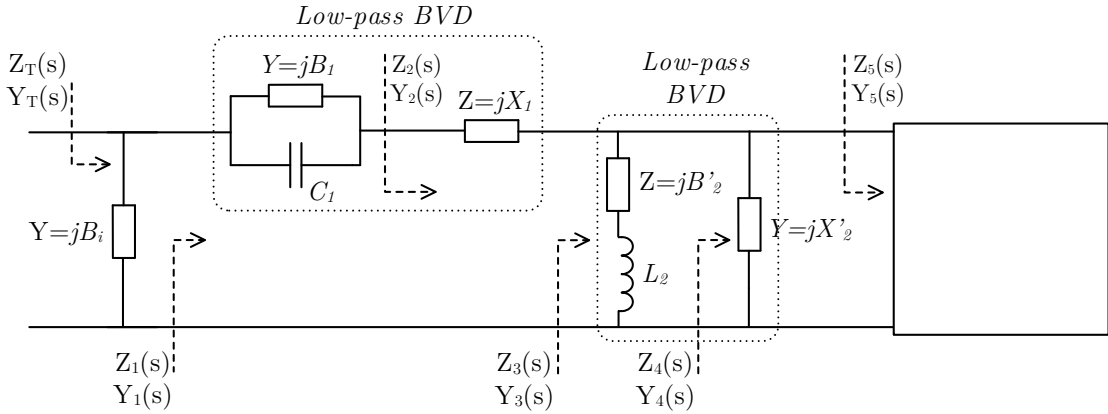 Low-pass BVD
Z_T(s)
Y_T(s)
Y=jB_1
Z_2(s)
Y_2(s)
Z=jX_1
C_1
Low-pass
BVD
Z_5(s)
Y_5(s)
Z=jB'_2
Y=jB_i
Y=jX'_2
L_2
Z_1(s)
Y_1(s)
Z_3(s)
Y_3(s)
Z_4(s)
Y_4(s)